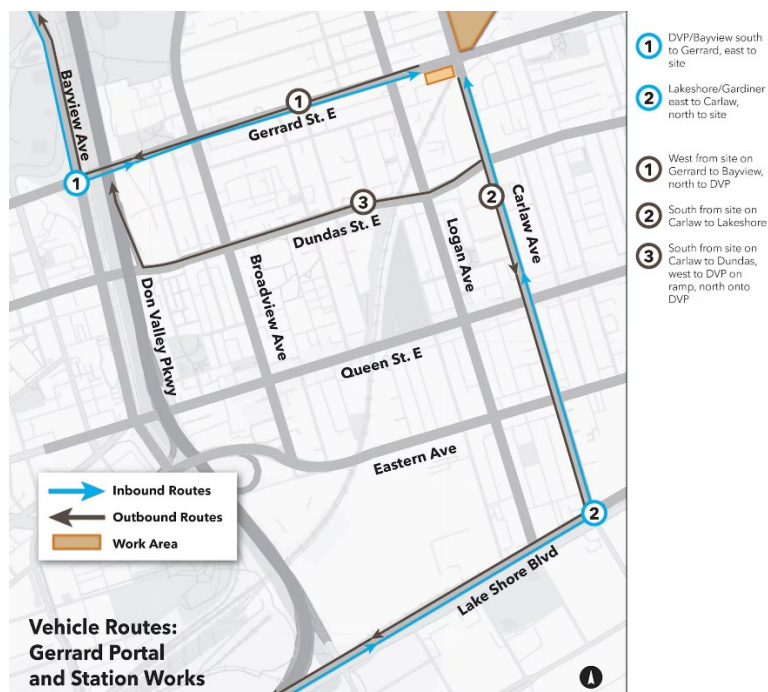 Bayview Ave
1
Gerrard St. E
1
3
Dundas St. E
2
Carlaw Ave
Logan Ave
Broadview Ave
Don Valley Pkwy
Queen St. E
Eastern Ave
2
Lake Shore Blvd
Inbound Routes
Outbound Routes
Work Area
Vehicle Routes:
Gerrard Portal
and Station Works
1
DVP/Bayview south
to Gerrard, east to
site
2
Lakeshore/Gardiner
east to Carlaw,
north to site
1
West from site on
Gerrard to Bayview,
north to DVP
2
South from site on
Carlaw to Lakeshore
3
South from site on
Carlaw to Dundas,
west to DVP on
ramp, north onto
DVP